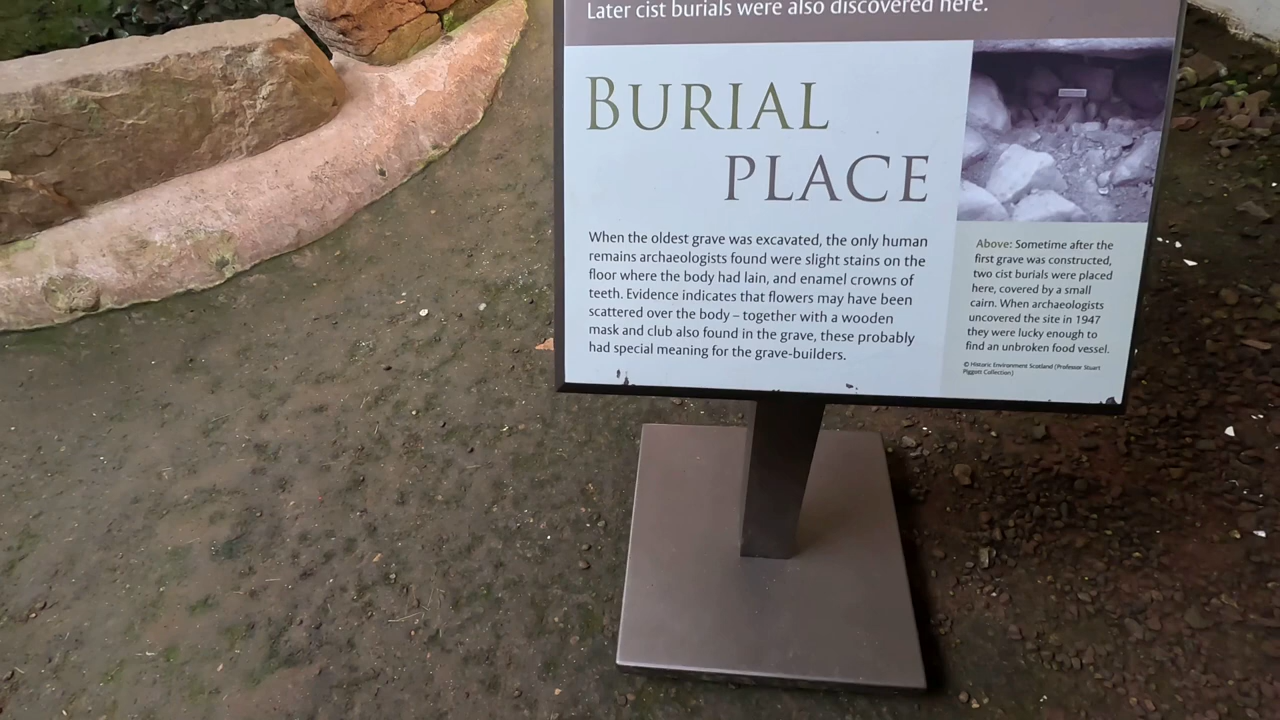 Later cist burials were also discovered here.
BURIAL
PLACE
When the oldest grave was excavated, the only human
remains archaeologists found were slight stains on the
floor where the body had lain, and enamel crowns of
teeth. Evidence indicates that flowers may have been
scattered over the body – together with a wooden
mask and club also found in the grave, these probably
had special meaning for the grave-builders.
Above: Sometime after the
first grave was constructed,
two cist burials were placed
here, covered by a small
cairn. When archaeologists
uncovered the site in 1947
they were lucky enough to
find an unbroken food vessel.
© Historic Environment Scotland (Professor Stuart
Piggott Collection)